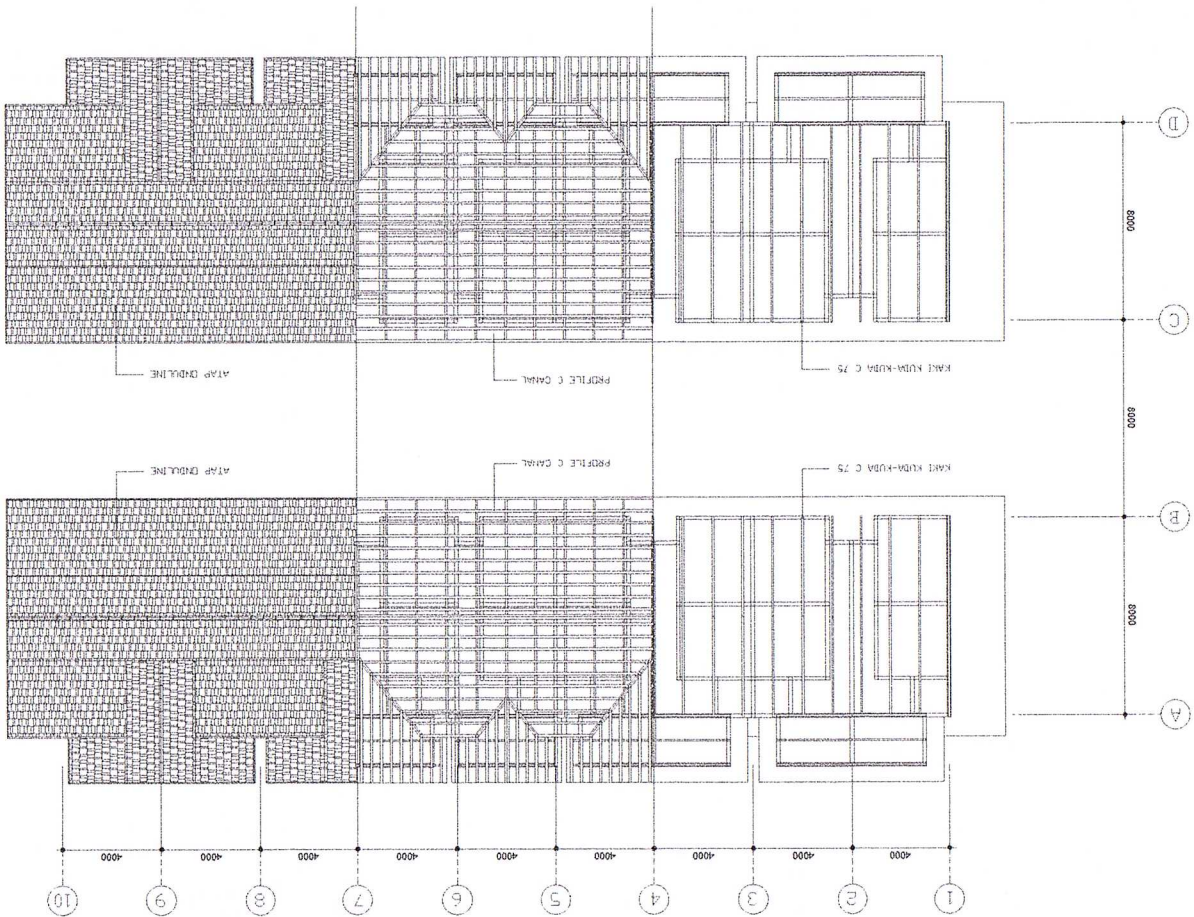 1 2 3 4 5 6 7 8 9 10
4000 4000 4000 4000 4000 4000 4000 4000 4000
A
8000
B
KAKI KUDA-KUDA C 75
PROFILE C CANAL
ATAP ONDULINE
8000
KAKI KUDA-KUDA C 75
PROFILE C CANAL
ATAP ONDULINE
C
8000
D